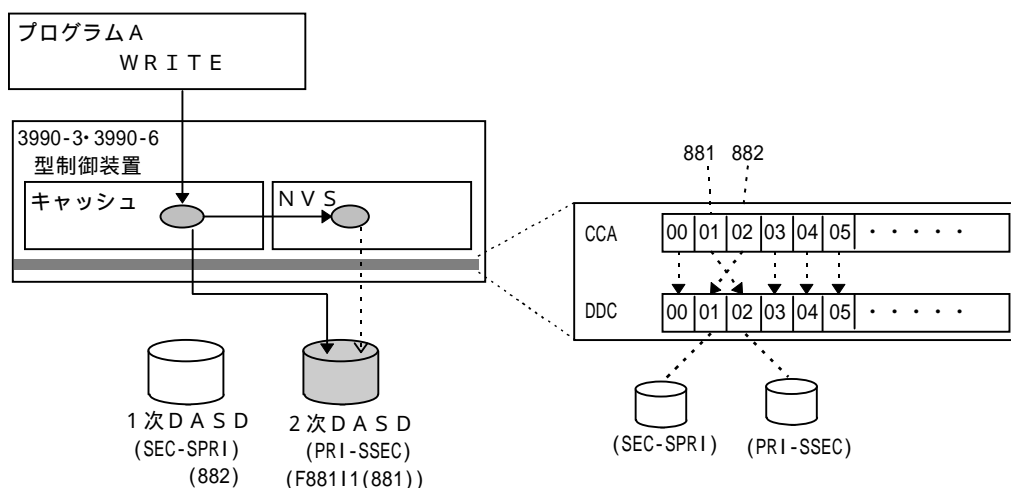 プログラムA
WRITE
3990-3・3990-6
型制御装置
キャッシュ
NVS
1次DASD
(SEC-SPRI)
(882)
2次DASD
(PRI-SSEC)
(F881I1(881))
881 882
CCA 00 01 02 03 04 05 ・・・・・
DDC 00 01 02 03 04 05 ・・・・・
(SEC-SPRI) (PRI-SSEC)